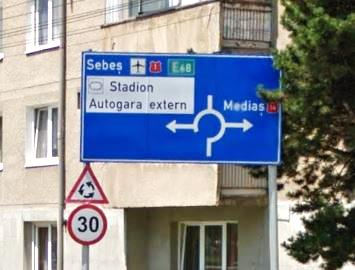 Sebeș 1 E68
Stadion
Autogara extern
Mediaș 14
30